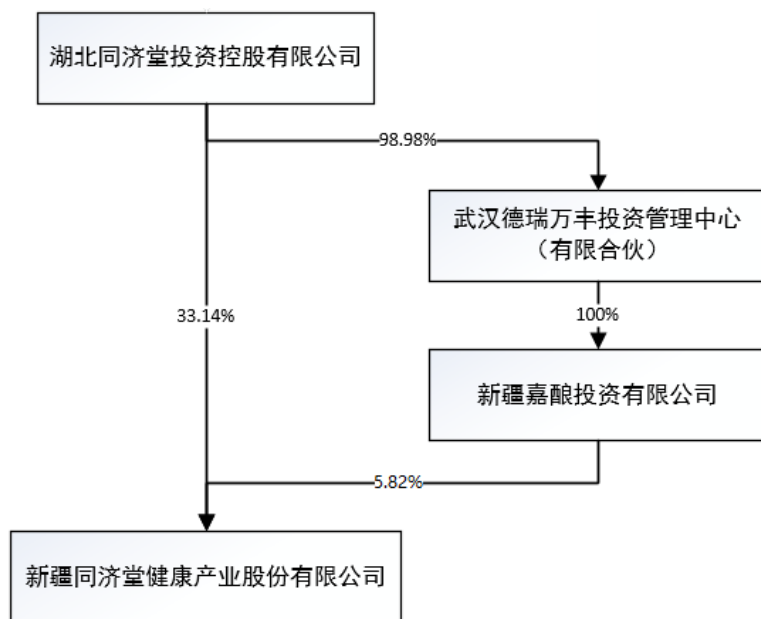 湖北同济堂投资控股有限公司
98.98%
武汉德瑞万丰投资管理中心
（有限合伙）
33.14%
100%
新疆嘉酿投资有限公司
5.82%
新疆同济堂健康产业股份有限公司